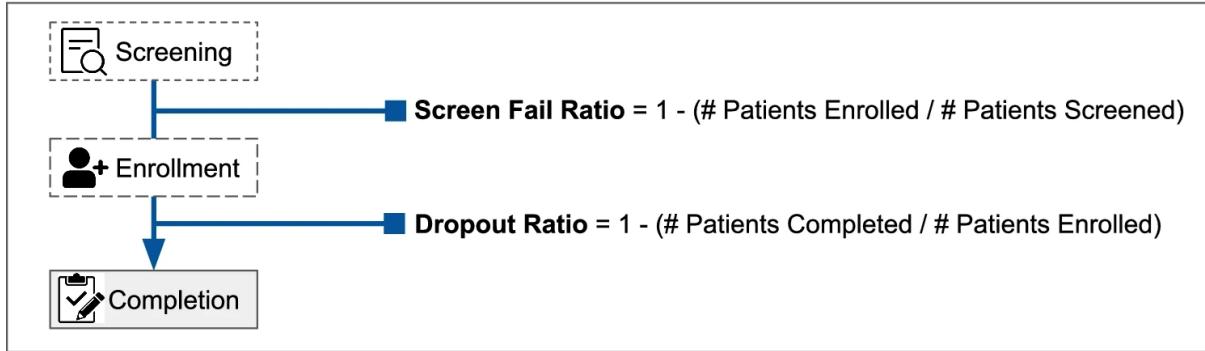 Screening
Screen Fail Ratio = 1 - (# Patients Enrolled / # Patients Screened)
Enrollment
Dropout Ratio = 1 - (# Patients Completed / # Patients Enrolled)
Completion